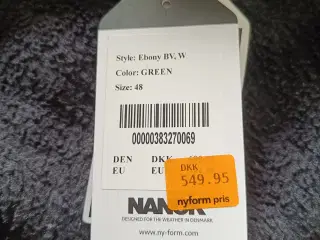 Style: Ebony BV, W
Color: GREEN
Size: 48
00000383270069
DEN DKK
EU EU
DKK
549.95
nyform pris
NANOK
DESIGNED FOR THE WEATHER IN DENMARK
www.ny-form.com